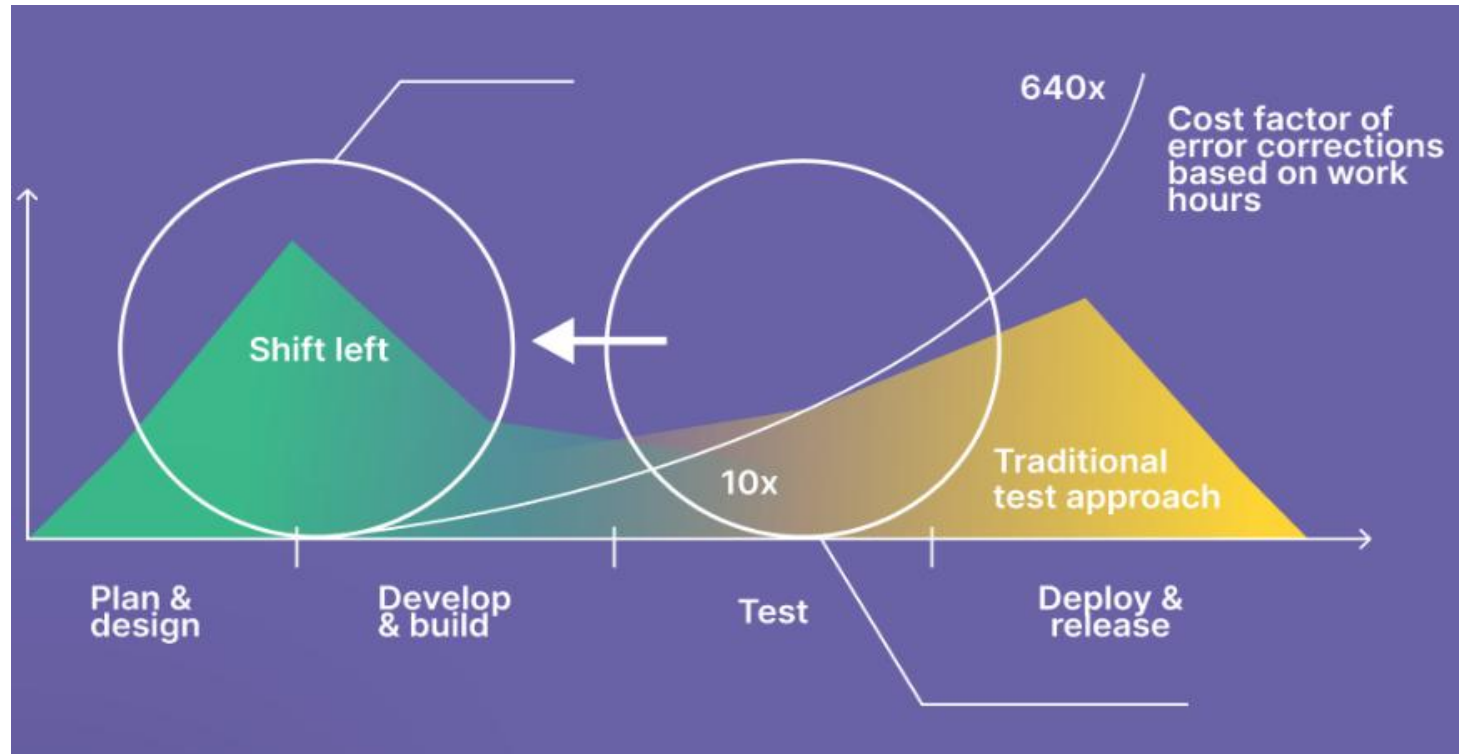 640x
Cost factor of
error corrections
based on work
hours
Shift left
10x
Traditional
test approach
Plan &
design
Develop
& build
Test
Deploy &
release